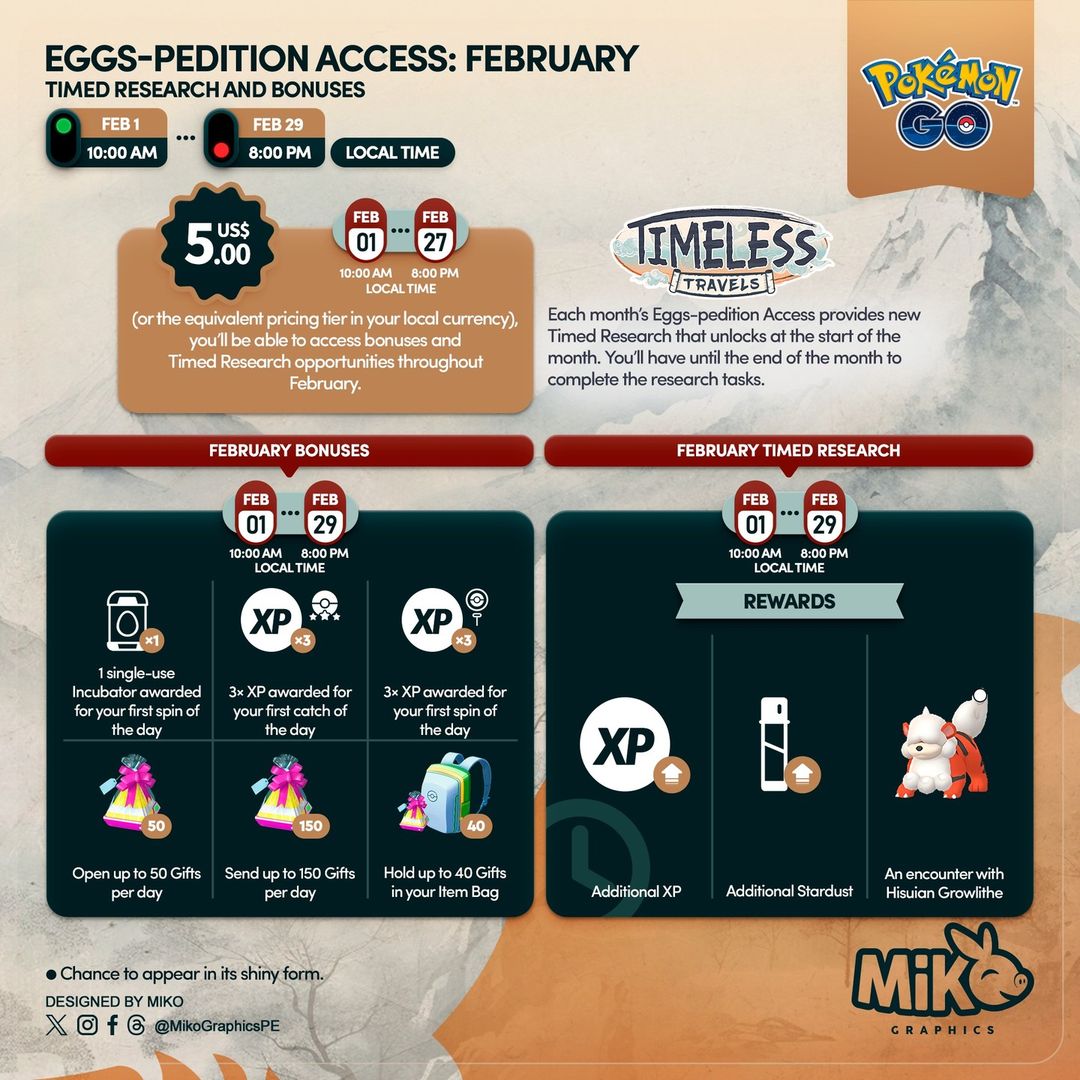 EGGS-PEDITION ACCESS: FEBRUARY
TIMED RESEARCH AND BONUSES
FEB 1
10:00 AM
...
FEB 29
8:00 PM
LOCAL TIME
POKéMON
GO
5 US$
.00
FEB
01
...
FEB
27
10:00 AM 8:00 PM
LOCAL TIME
(or the equivalent pricing tier in your local currency),
you'll be able to access bonuses and
Timed Research opportunities throughout
February.
TIMELESS
TRAVELS
Each month's Eggs-pedition Access provides new
Timed Research that unlocks at the start of the
month. You'll have until the end of the month to
complete the research tasks.
FEBRUARY BONUSES
FEB
01
...
FEB
29
10:00 AM 8:00 PM
LOCAL TIME
×1
1 single-use
Incubator awarded
for your first spin of
the day
XP
×3
3× XP awarded for
your first catch of
the day
XP
×3
3× XP awarded for
your first spin of
the day
50
Open up to 50 Gifts
per day
150
Send up to 150 Gifts
per day
40
Hold up to 40 Gifts
in your Item Bag
FEBRUARY TIMED RESEARCH
FEB
01
...
FEB
29
10:00 AM 8:00 PM
LOCAL TIME
REWARDS
XP
Additional XP
Additional Stardust
An encounter with
Hisuian Growlithe
● Chance to appear in its shiny form.
DESIGNED BY MIKO
@MikoGraphicsPE
MiKO
GRAPHICS